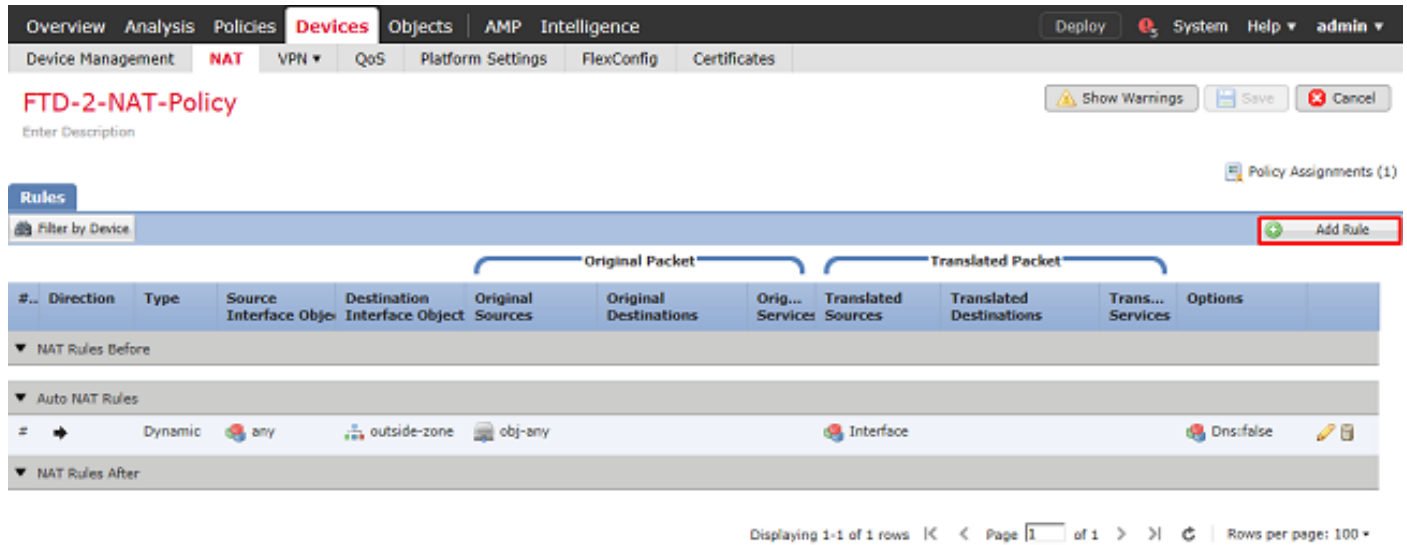 Overview Analysis Policies Devices Objects AMP Intelligence Deploy 5 System Help ▾ admin ▾
Device Management NAT VPN ▾ QoS Platform Settings FlexConfig Certificates
FTD-2-NAT-Policy Show Warnings Save Cancel
Enter Description
Policy Assignments (1)
Rules
Filter by Device Add Rule
Original Packet Translated Packet
#.. Direction Type Source Destination Original Original Orig... Translated Translated Trans... Options
Interface Objec Interface Object Sources Destinations Services Sources Destinations Services
▼ NAT Rules Before
▼ Auto NAT Rules
# Dynamic any outside-zone obj-any Interface Dns:false
▼ NAT Rules After
Displaying 1-1 of 1 rows |< < Page 1 of 1 > >| Rows per page: 100 ▾